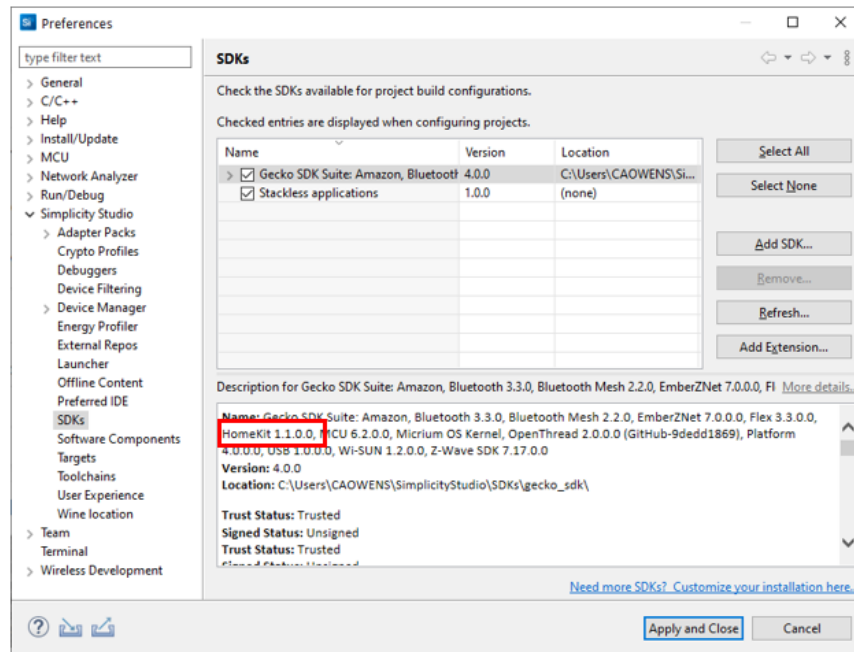 Si Preferences
type filter text
General
C/C++
Help
Install/Update
MCU
Network Analyzer
Run/Debug
Simplicity Studio
Adapter Packs
Crypto Profiles
Debuggers
Device Filtering
Device Manager
Energy Profiler
External Repos
Launcher
Offline Content
Preferred IDE
SDKs
Software Components
Targets
Toolchains
User Experience
Wine location
Team
Terminal
Wireless Development
SDKs
Check the SDKs available for project build configurations.
Checked entries are displayed when configuring projects.
Name Version Location
Gecko SDK Suite: Amazon, Bluetooth 4.0.0 C:\Users\CAOWENS\Si...
Stackless applications 1.0.0 (none)
Select All
Select None
Add SDK...
Remove...
Refresh...
Add Extension...
Description for Gecko SDK Suite: Amazon, Bluetooth 3.3.0, Bluetooth Mesh 2.2.0, EmberZNet 7.0.0.0, Fl More details..
Name: Gecko SDK Suite: Amazon, Bluetooth 3.3.0, Bluetooth Mesh 2.2.0, EmberZNet 7.0.0.0, Flex 3.3.0.0,
HomeKit 1.1.0.0, MCU 6.2.0.0, Micrium OS Kernel, OpenThread 2.0.0.0 (GitHub-9dedd1869), Platform
4.0.0.0, USB 1.0.0.0, Wi-SUN 1.2.0.0, Z-Wave SDK 7.17.0.0
Version: 4.0.0
Location: C:\Users\CAOWENS\SimplicityStudio\SDKs\gecko_sdk\
Trust Status: Trusted
Signed Status: Unsigned
Trust Status: Trusted
Signed Status: Unsigned
Need more SDKs? Customize your installation here.
? Apply and Close Cancel